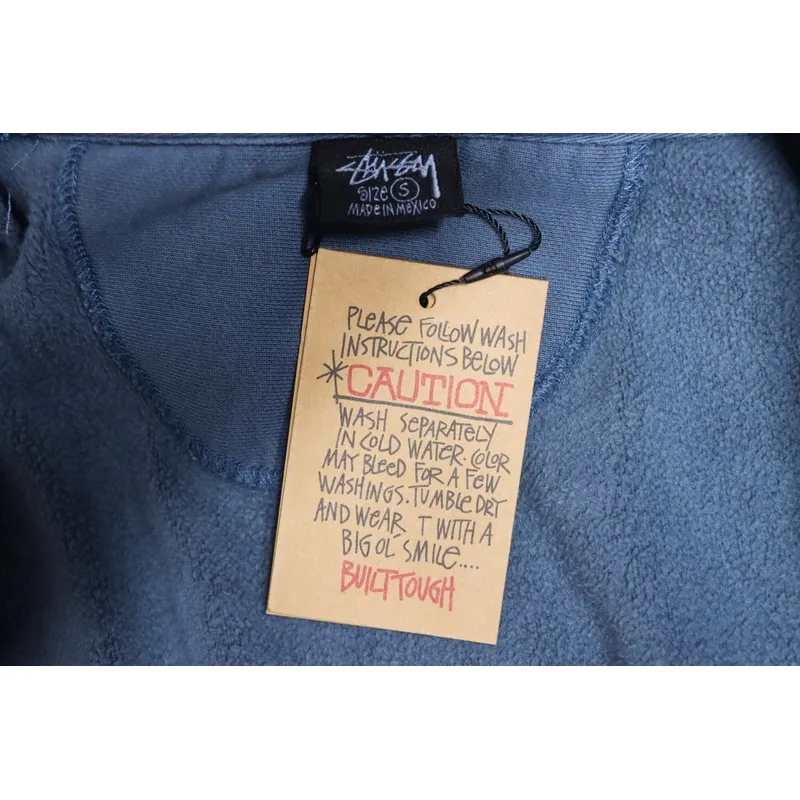 STUSSY
SIZE S
MADE IN MEXICO
PLEASE FOLLOW WASH
INSTRUCTIONS BELOW
*CAUTION
WASH SEPARATELY
IN COLD WATER. COLOR
MAY BLEED FOR A FEW
WASHINGS. TUMBLE DRY
AND WEAR T WITH A
BIG OL' SMILE....
BUILT TOUGH